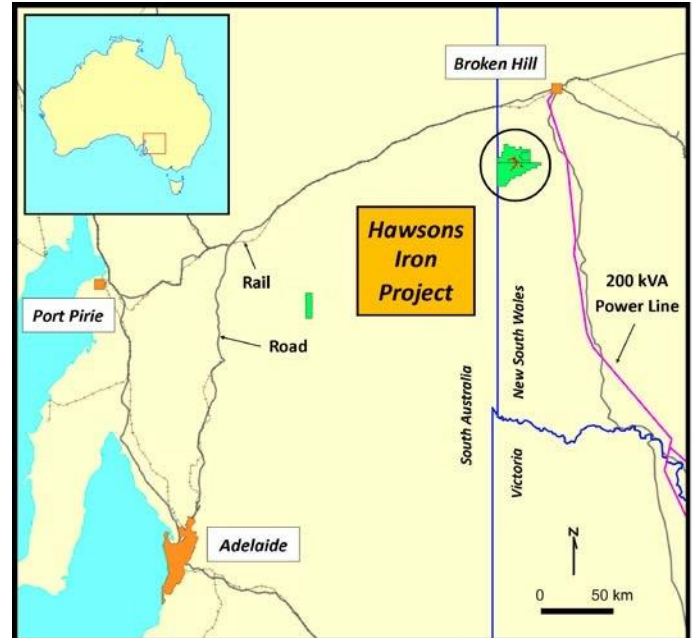 Broken Hill
Hawsons
Iron
Project
200 kVA
Power Line
Rail
Port Pirie
Road
South Australia
New South Wales
Victoria
Adelaide
N
0 50 km